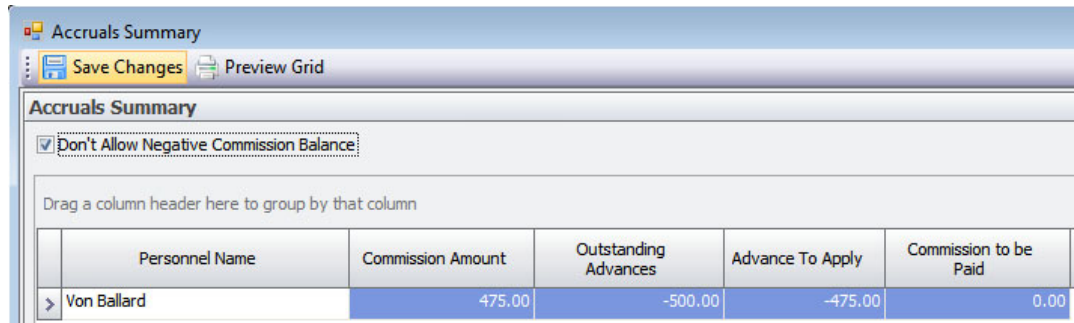 Accruals Summary
Save Changes Preview Grid
Accruals Summary
Don't Allow Negative Commission Balance
Drag a column header here to group by that column
Personnel Name Commission Amount Outstanding Advances Advance To Apply Commission to be Paid
Von Ballard 475.00 -500.00 -475.00 0.00